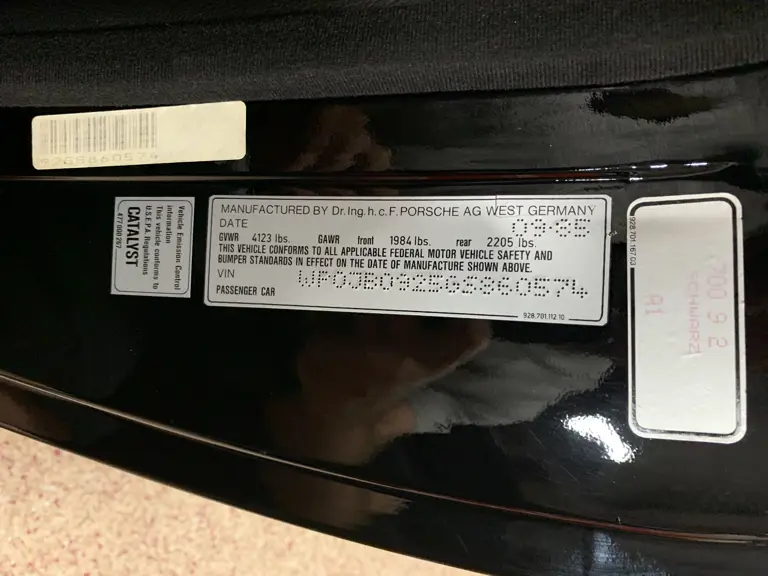 92GS860574
Vehicle Emission Control
Information
This vehicle conforms to
U.S.E.P.A. Regulations
CATALYST
477 000 267
MANUFACTURED BY Dr.Ing.h.c.F.PORSCHE AG WEST GERMANY
DATE 09-85
GVWR 4123 lbs. GAWR front 1984 lbs. rear 2205 lbs.
THIS VEHICLE CONFORMS TO ALL APPLICABLE FEDERAL MOTOR VEHICLE SAFETY AND
BUMPER STANDARDS IN EFFECT ON THE DATE OF MANUFACTURE SHOWN ABOVE.
VIN WP0JB0925GS860574
PASSENGER CAR
928.701.112.10
928.701.167.03
700 9 2
SCHWARZ